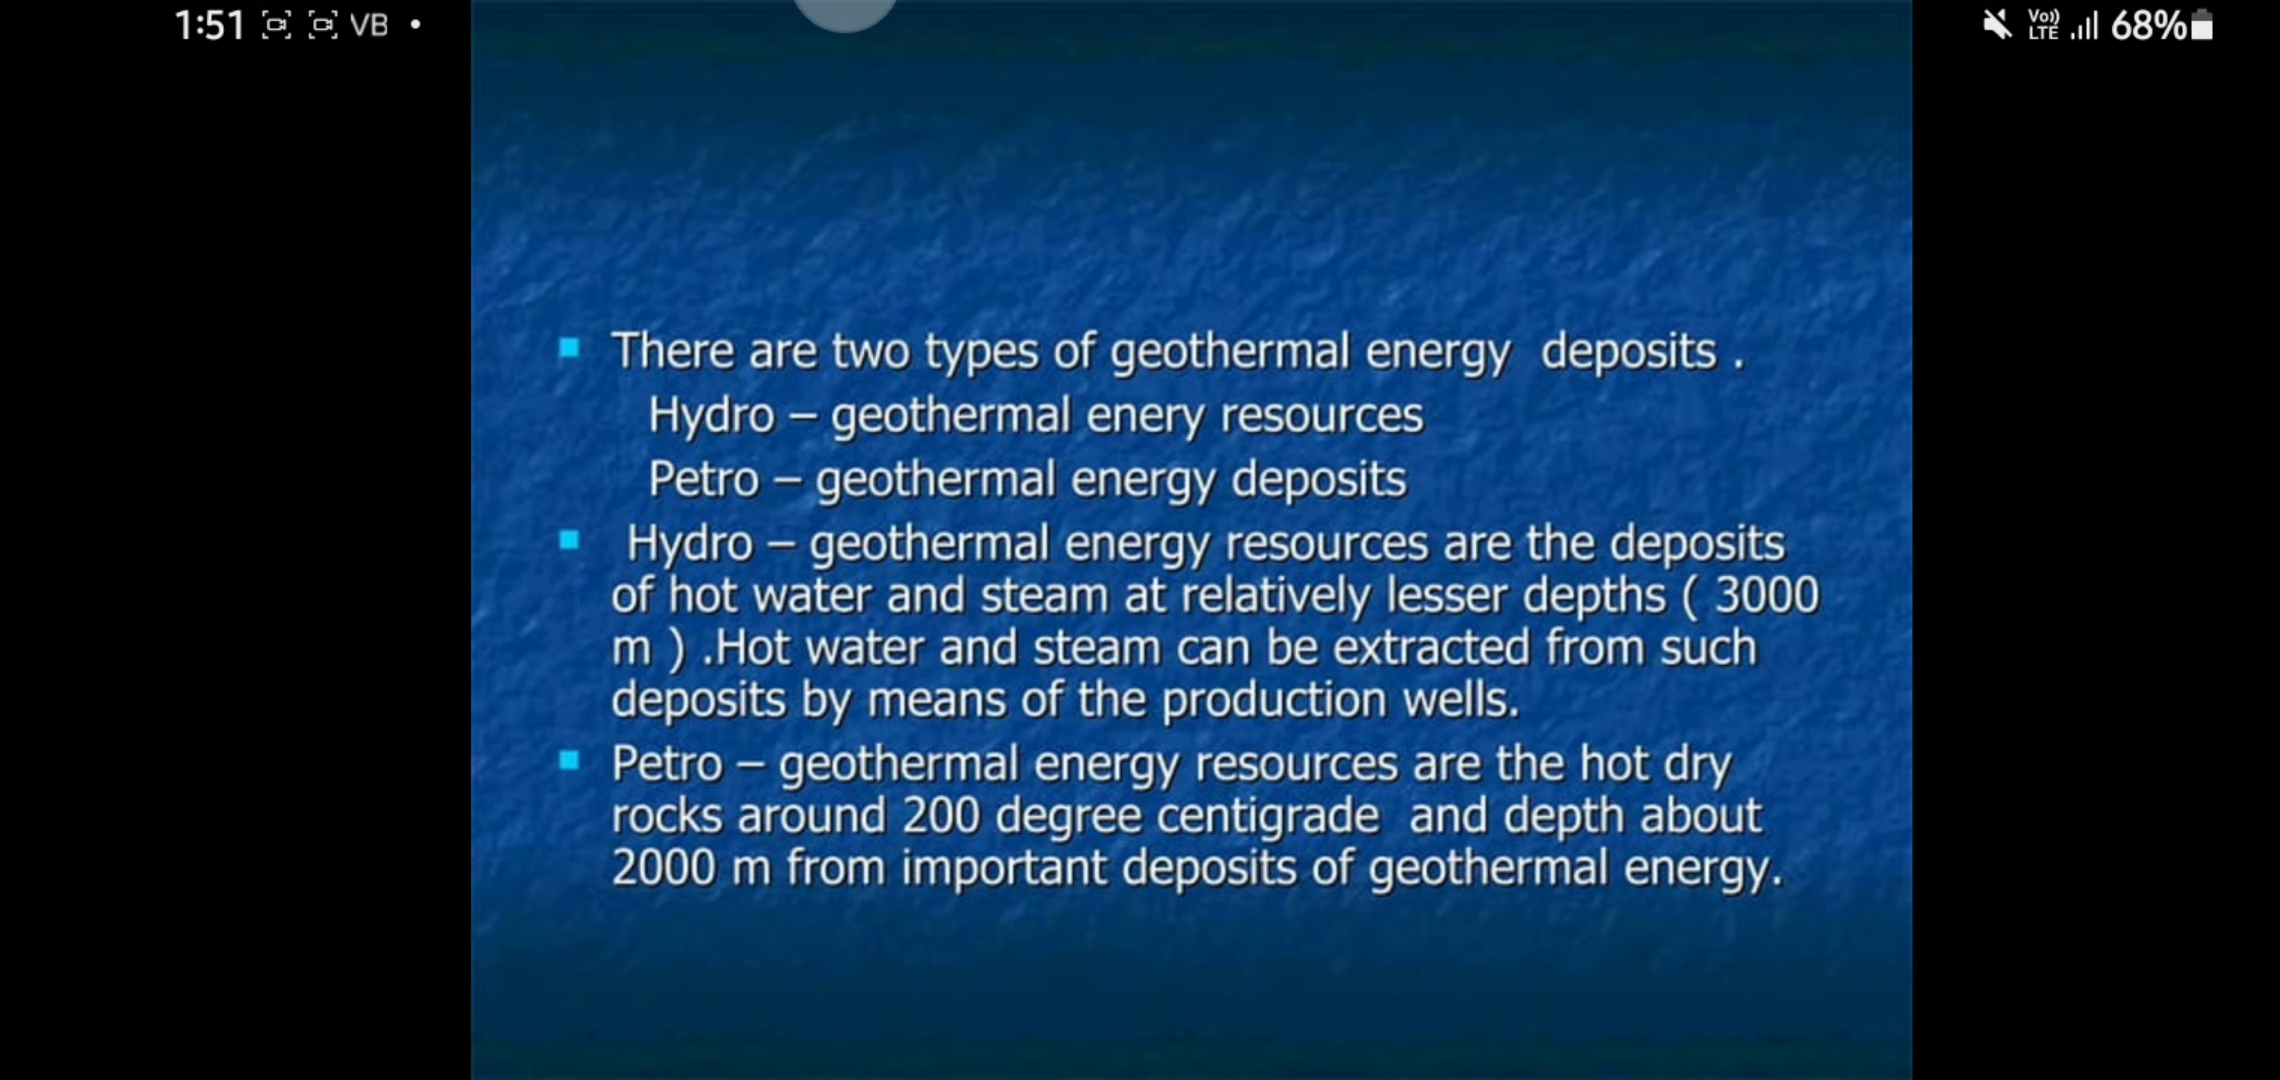 1:51 VB •
Vo)) LTE 68%
There are two types of geothermal energy deposits .
Hydro – geothermal enery resources
Petro – geothermal energy deposits
Hydro – geothermal energy resources are the deposits
of hot water and steam at relatively lesser depths ( 3000
m ) .Hot water and steam can be extracted from such
deposits by means of the production wells.
Petro – geothermal energy resources are the hot dry
rocks around 200 degree centigrade and depth about
2000 m from important deposits of geothermal energy.